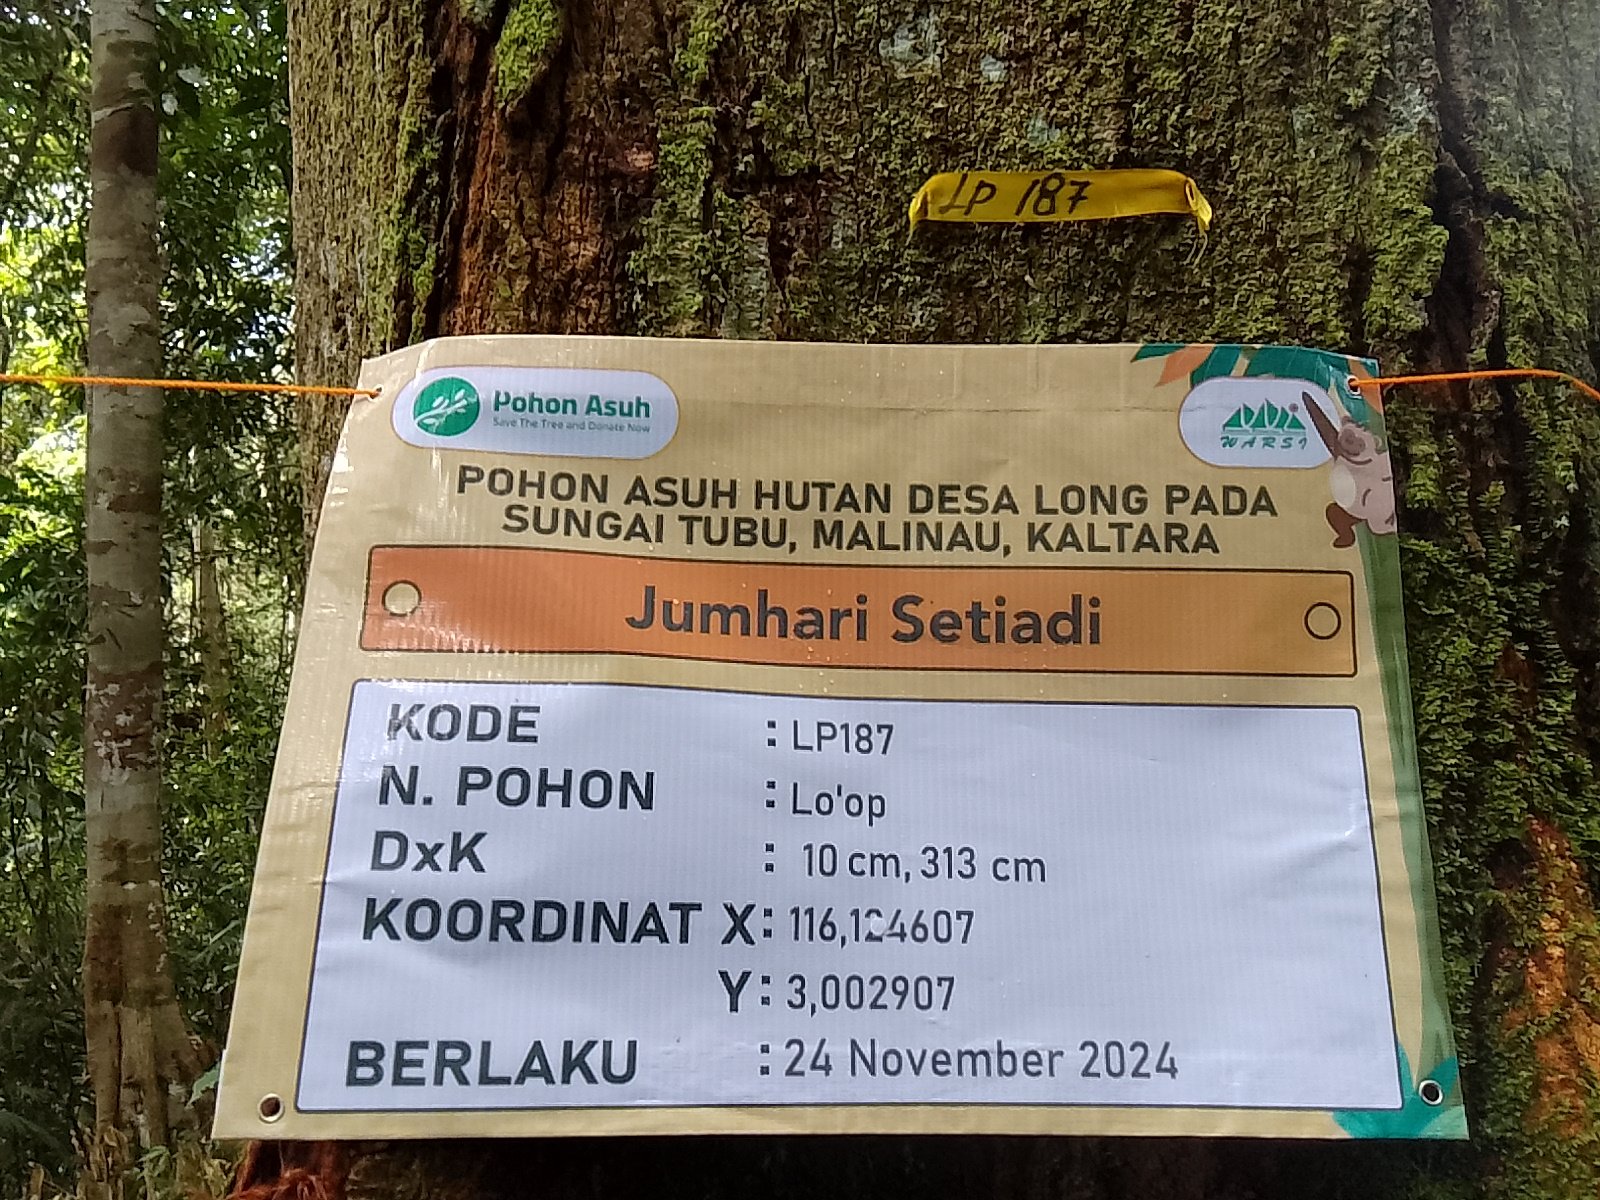 LP 187
Pohon Asuh
Save The Tree and Donate Now
WARSI
POHON ASUH HUTAN DESA LONG PADA
SUNGAI TUBU, MALINAU, KALTARA
Jumhari Setiadi
KODE : LP187
N. POHON : Lo'op
DxK : 10 cm, 313 cm
KOORDINAT X : 116,124607
Y : 3,002907
BERLAKU : 24 November 2024